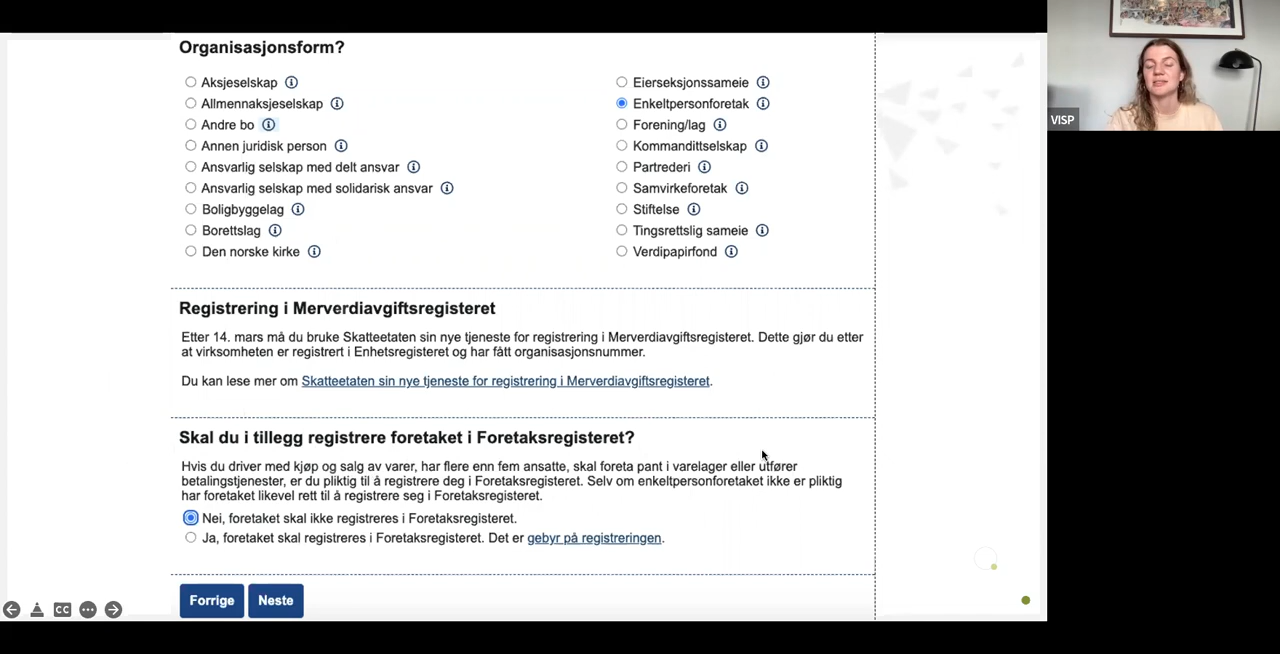 Organisasjonsform?
Aksjeselskap
Allmennaksjeselskap
Andre bo
Annen juridisk person
Ansvarlig selskap med delt ansvar
Ansvarlig selskap med solidarisk ansvar
Boligbyggelag
Borettslag
Den norske kirke
Eierseksjonssameie
Enkeltpersonforetak
Forening/lag
Kommandittselskap
Partrederi
Samvirkeforetak
Stiftelse
Tingsrettslig sameie
Verdipapirfond
Registrering i Merverdiavgiftsregisteret
Etter 14. mars må du bruke Skatteetaten sin nye tjeneste for registrering i Merverdiavgiftsregisteret. Dette gjør du etter
at virksomheten er registrert i Enhetsregisteret og har fått organisasjonsnummer.
Du kan lese mer om Skatteetaten sin nye tjeneste for registrering i Merverdiavgiftsregisteret.
Skal du i tillegg registrere foretaket i Foretaksregisteret?
Hvis du driver med kjøp og salg av varer, har flere enn fem ansatte, skal foreta pant i varelager eller utfører
betalingstjenester, er du pliktig til å registrere deg i Foretaksregisteret. Selv om enkeltpersonforetaket ikke er pliktig
har foretaket likevel rett til å registrere seg i Foretaksregisteret.
Nei, foretaket skal ikke registreres i Foretaksregisteret.
Ja, foretaket skal registreres i Foretaksregisteret. Det er gebyr på registreringen.
Forrige
Neste
CC
VISP